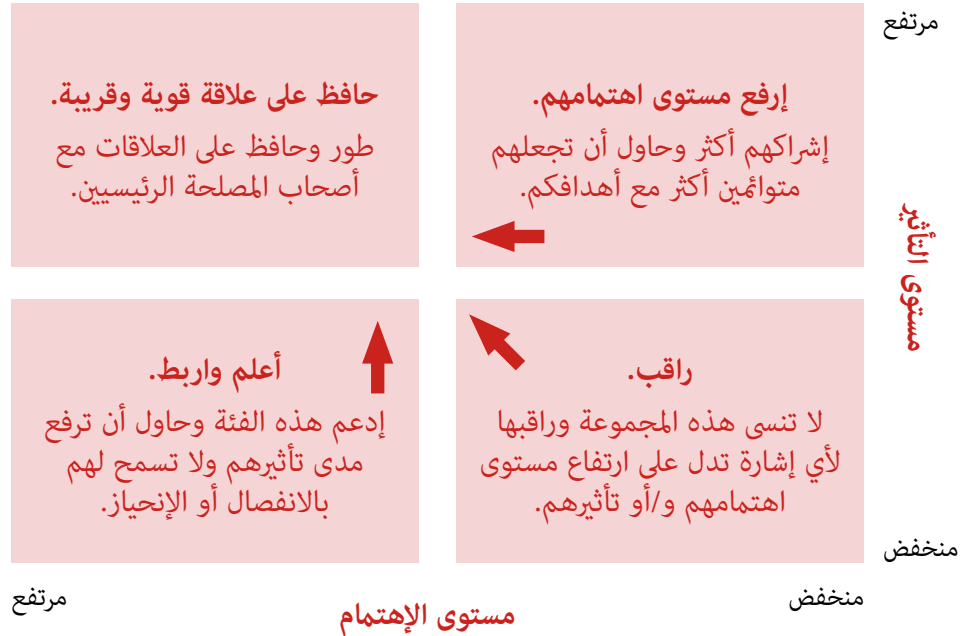 مرتفع
إرفع مستوى اهتمامهم.
إشراكهم أكثر وحاول أن تجعلهم
متوائمين أكثر مع أهدافكم.
حافظ على علاقة قوية وقريبة.
طور وحافظ على العلاقات مع
أصحاب المصلحة الرئيسيين.
مستوى التأثير
راقب.
لا تنسى هذه المجموعة وراقبها
لأي إشارة تدل على ارتفاع مستوى
اهتمامهم و/أو تأثيرهم.
أعلم واربط.
إدعم هذه الفئة وحاول أن ترفع
مدى تأثيرهم ولا تسمح لهم
بالانفصال أو الإنحياز.
منخفض
منخفض
مستوى الإهتمام
مرتفع